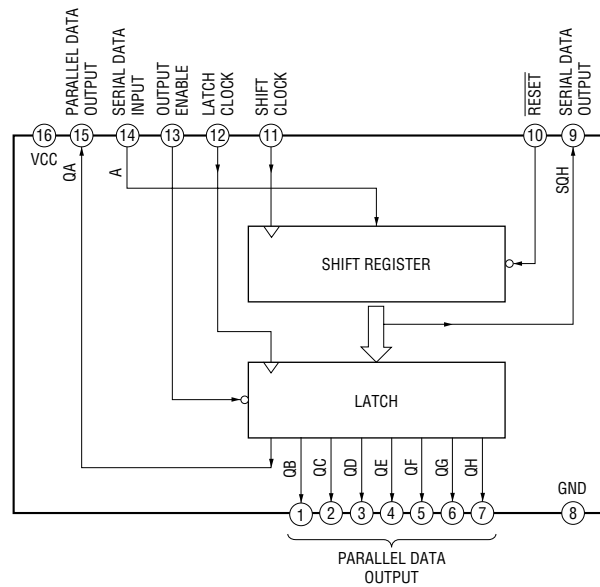 PARALLEL DATA
OUTPUT
SERIAL DATA
INPUT
OUTPUT
ENABLE
LATCH
CLOCK
SHIFT
CLOCK
RESET
SERIAL DATA
OUTPUT
16
15
14
13
12
11
10
9
VCC
QA
A
SQH
SHIFT REGISTER
LATCH
QB
QC
QD
QE
QF
QG
QH
GND
1
2
3
4
5
6
7
8
PARALLEL DATA
OUTPUT